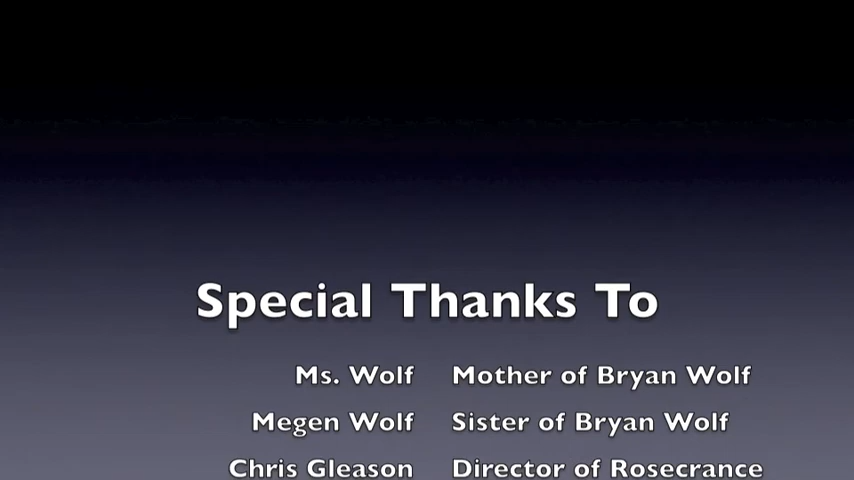 Special Thanks To
Ms. Wolf Mother of Bryan Wolf
Megen Wolf Sister of Bryan Wolf
Chris Gleason Director of Rosecrance